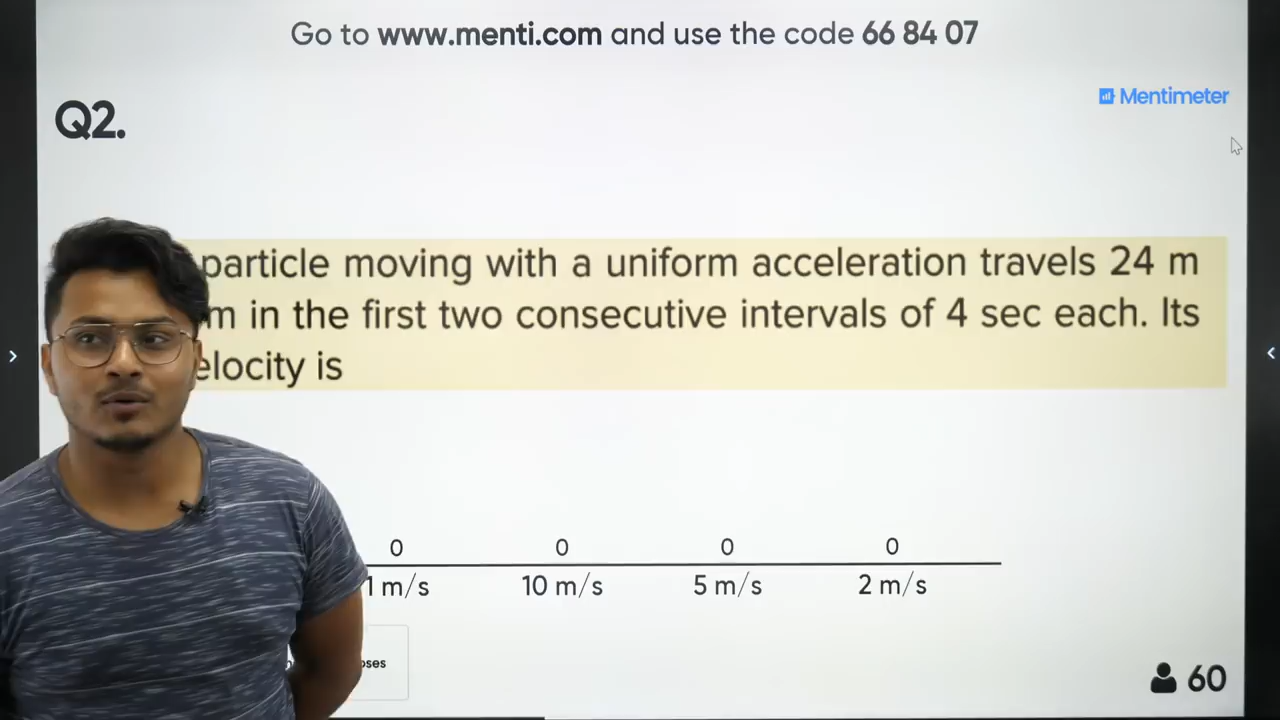 Go to www.menti.com and use the code 66 84 07
Mentimeter
Q2.
particle moving with a uniform acceleration travels 24 m
m in the first two consecutive intervals of 4 sec each. Its
elocity is
0 0 0 0
1 m/s 10 m/s 5 m/s 2 m/s
oses
60